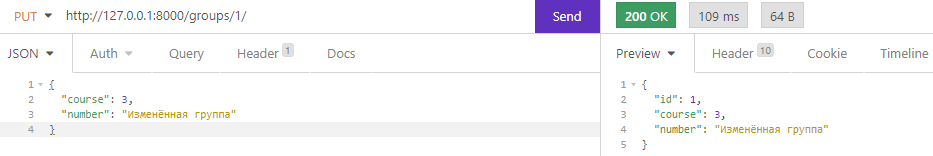 PUT http://127.0.0.1:8000/groups/1/ Send 200 OK 109 ms 64 B
JSON Auth Query Header 1 Docs Preview Header 10 Cookie Timeline
1 {
2 "course": 3,
3 "number": "Изменённая группа"
4 }
1 {
2 "id": 1,
3 "course": 3,
4 "number": "Изменённая группа"
5 }